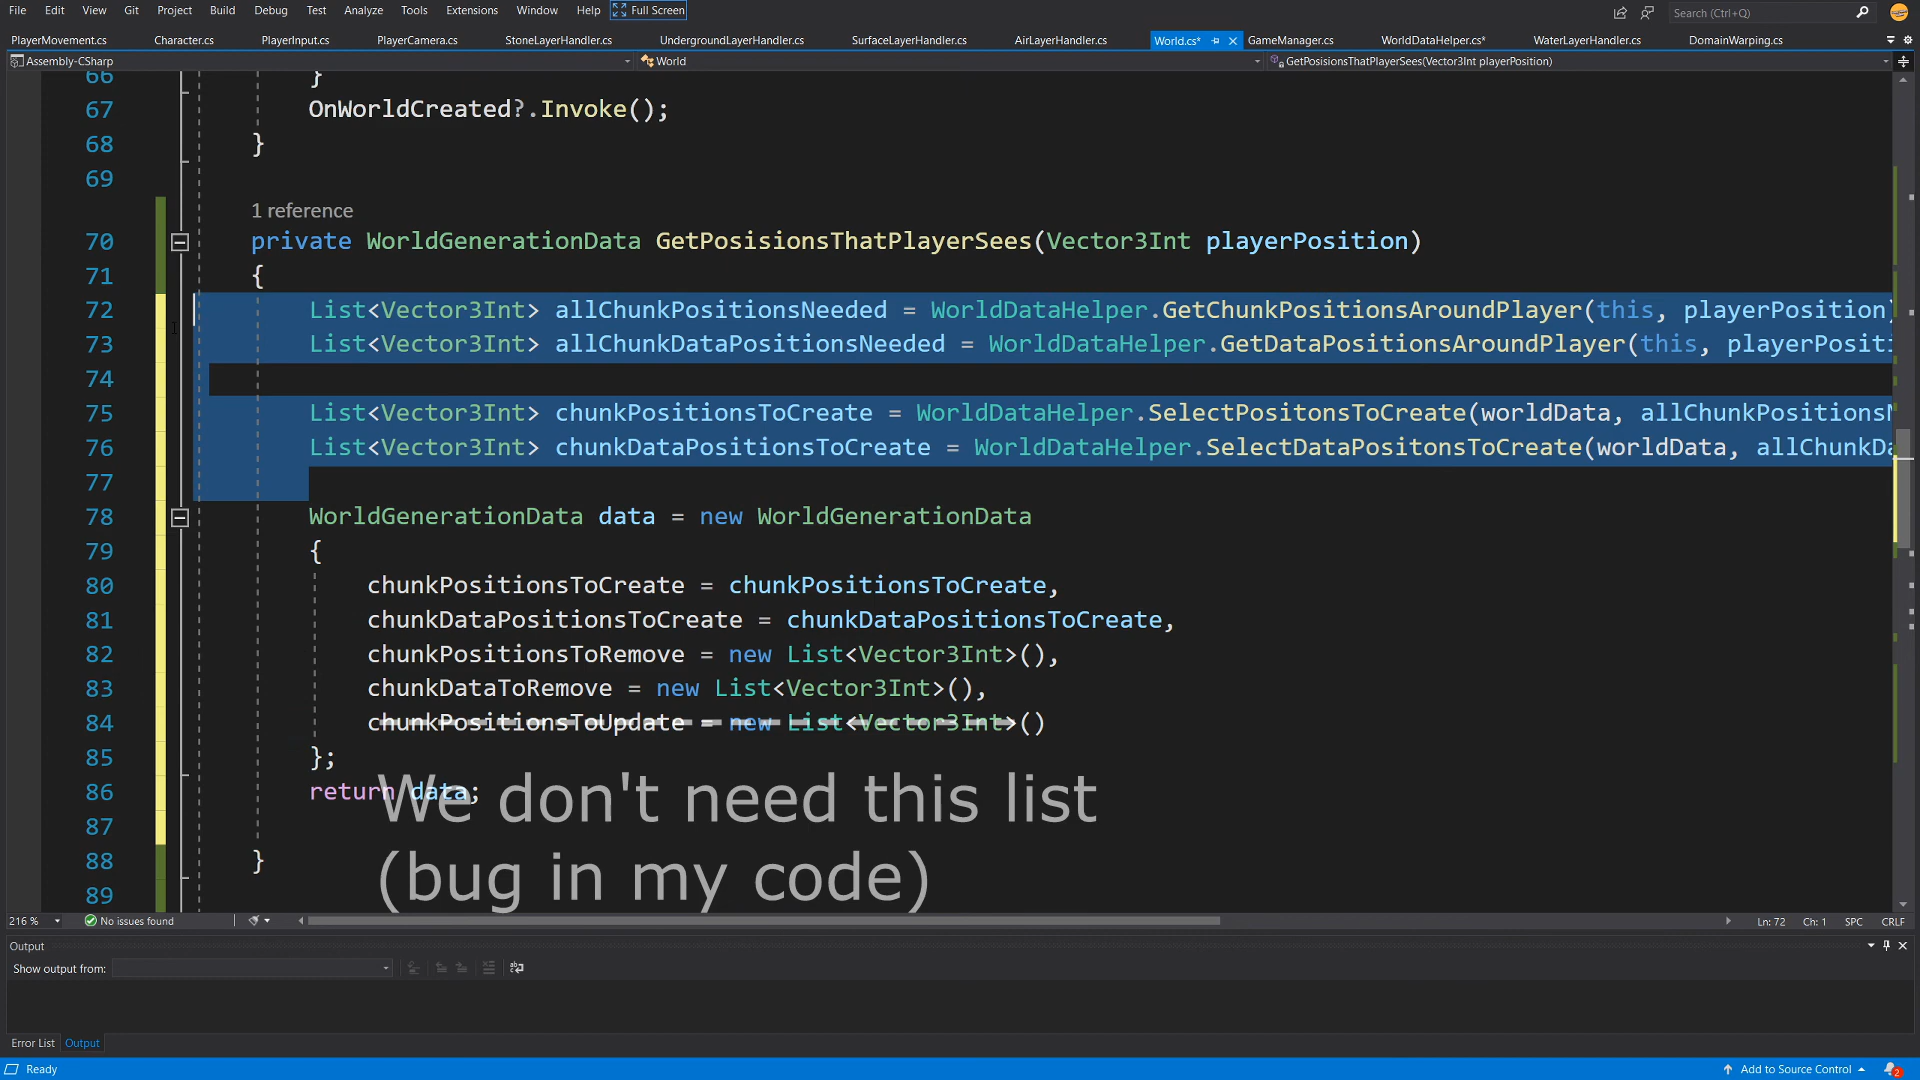 File Edit View Git Project Build Debug Test Analyze Tools Extensions Window Help Full Screen Search (Ctrl+Q)
PlayerMovement.cs Character.cs PlayerInput.cs PlayerCamera.cs StoneLayerHandler.cs UndergroundLayerHandler.cs SurfaceLayerHandler.cs AirLayerHandler.cs World.cs* GameManager.cs WorldDataHelper.cs* WaterLayerHandler.cs DomainWarping.cs
Assembly-CSharp World GetPosisionsThatPlayerSees(Vector3Int playerPosition)
66 }
67 OnWorldCreated?.Invoke();
68 }
69
1 reference
70 private WorldGenerationData GetPosisionsThatPlayerSees(Vector3Int playerPosition)
71 {
72 List<Vector3Int> allChunkPositionsNeeded = WorldDataHelper.GetChunkPositionsAroundPlayer(this, playerPosition)
73 List<Vector3Int> allChunkDataPositionsNeeded = WorldDataHelper.GetDataPositionsAroundPlayer(this, playerPositi
74
75 List<Vector3Int> chunkPositionsToCreate = WorldDataHelper.SelectPositonsToCreate(worldData, allChunkPositionsN
76 List<Vector3Int> chunkDataPositionsToCreate = WorldDataHelper.SelectDataPositonsToCreate(worldData, allChunkDa
77
78 WorldGenerationData data = new WorldGenerationData
79 {
80 chunkPositionsToCreate = chunkPositionsToCreate,
81 chunkDataPositionsToCreate = chunkDataPositionsToCreate,
82 chunkPositionsToRemove = new List<Vector3Int>(),
83 chunkDataToRemove = new List<Vector3Int>(),
84 chunkPositionsToUpdate = new List<Vector3Int>()
85 };
86 return data;
We don't need this list
87
88 }
(bug in my code)
89
216 % No issues found Ln: 72 Ch: 1 SPC CRLF
Output
Show output from:
Error List Output
Ready Add to Source Control 2